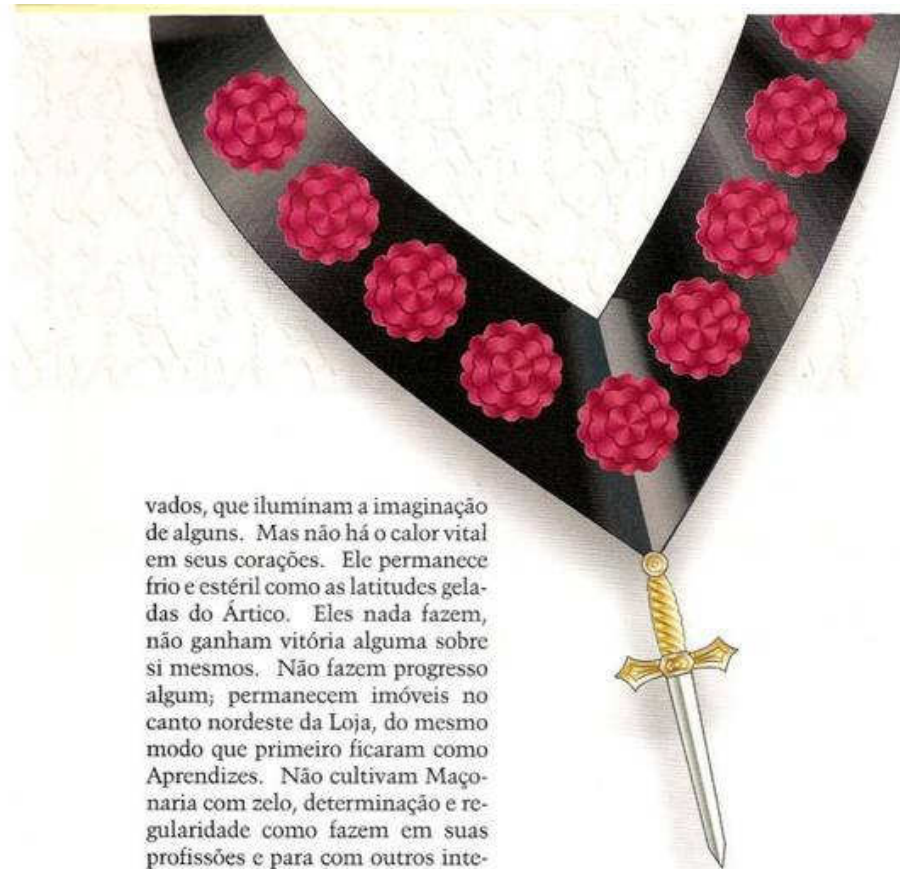 vados, que iluminam a imaginação
de alguns. Mas não há o calor vital
em seus corações. Ele permanece
frio e estéril como as latitudes gela-
das do Ártico. Eles nada fazem,
não ganham vitória alguma sobre
si mesmos. Não fazem progresso
algum; permanecem imóveis no
canto nordeste da Loja, do mesmo
modo que primeiro ficaram como
Aprendizes. Não cultivam Maço-
naria com zelo, determinação e re-
gularidade como fazem em suas
profissões e para com outros inte-